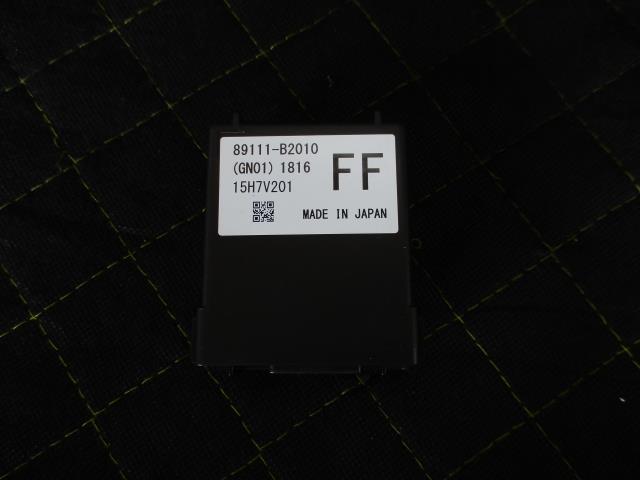 89111-B2010
(GN01) 1816
15H7V201
FF
MADE IN JAPAN